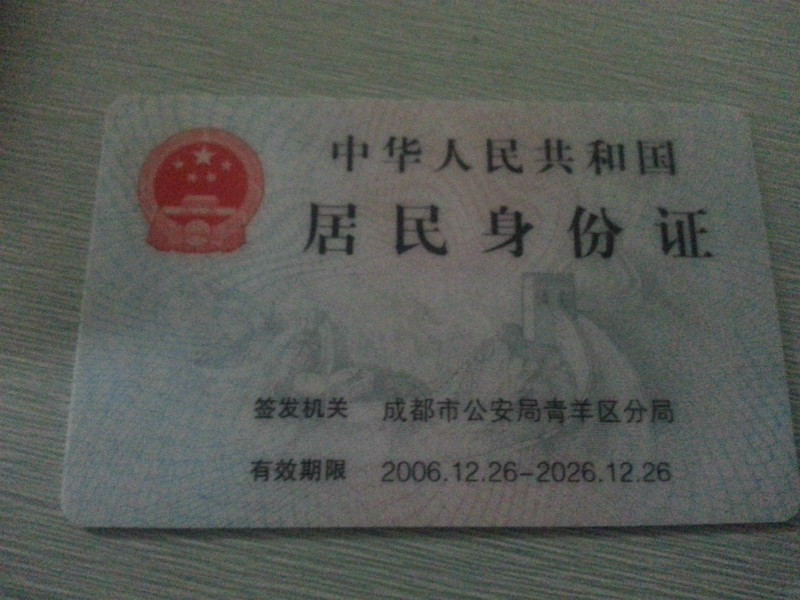 中华人民共和国
居民身份证
签发机关 成都市公安局青羊区分局
有效期限 2006.12.26-2026.12.26